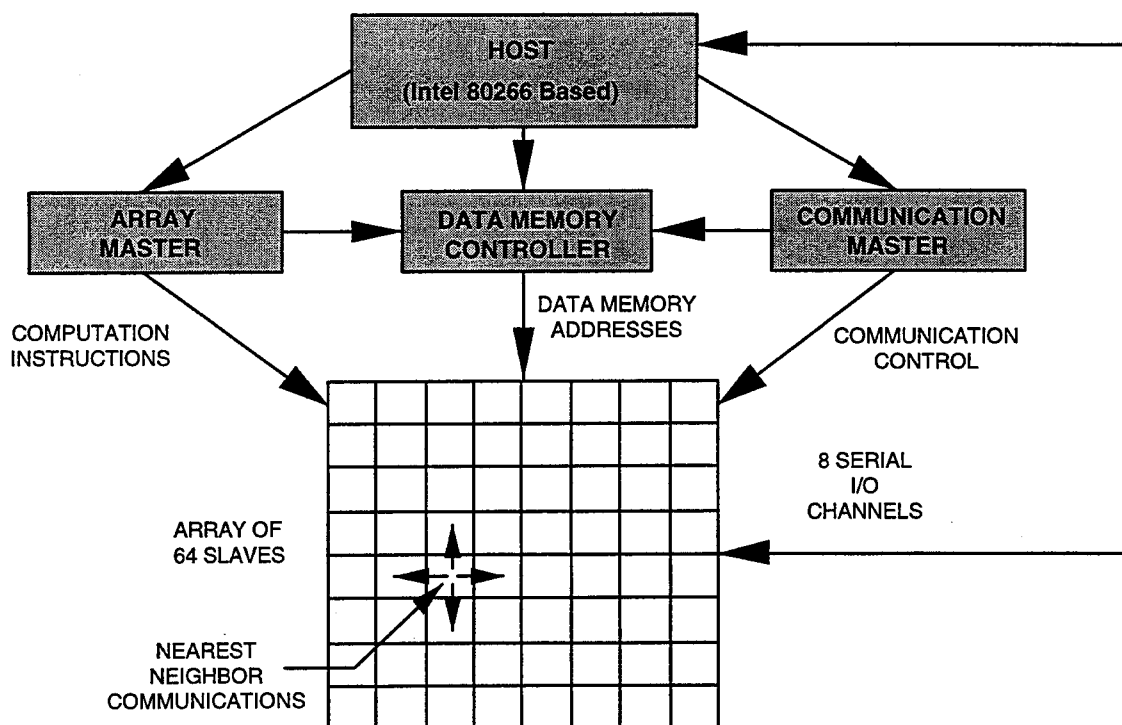 HOST
(Intel 80266 Based)
ARRAY
MASTER
DATA MEMORY
CONTROLLER
COMMUNICATION
MASTER
COMPUTATION
INSTRUCTIONS
DATA MEMORY
ADDRESSES
COMMUNICATION
CONTROL
8 SERIAL
I/O
CHANNELS
ARRAY OF
64 SLAVES
NEAREST
NEIGHBOR
COMMUNICATIONS